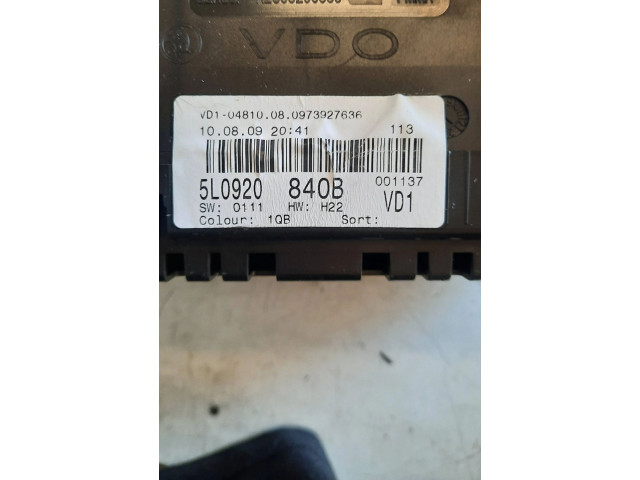 VDO
VD1-04810.08.0973927636
10.08.09 20:41 113
5L0920 840B 001137
SW: 0111 HW: H22 VD1
Colour: 1QB Sort: